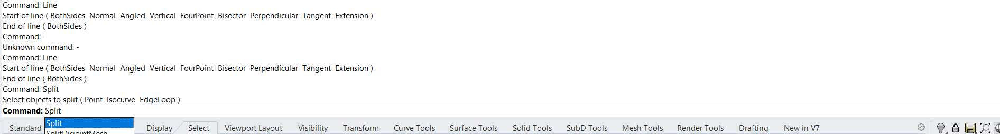 Command: Line
Start of line ( BothSides  Normal  Angled  Vertical  FourPoint  Bisector  Perpendicular  Tangent  Extension )
End of line ( BothSides )
Command: -
Unknown command: -
Command: Line
Start of line ( BothSides  Normal  Angled  Vertical  FourPoint  Bisector  Perpendicular  Tangent  Extension )
End of line ( BothSides )
Command: Split
Select objects to split ( Point  Isocurve  EdgeLoop )
Command: Split
Split
Standard  Display  Select  Viewport Layout  Visibility  Transform  Curve Tools  Surface Tools  Solid Tools  SubD Tools  Mesh Tools  Render Tools  Drafting  New in V7
SplitDisjointMesh